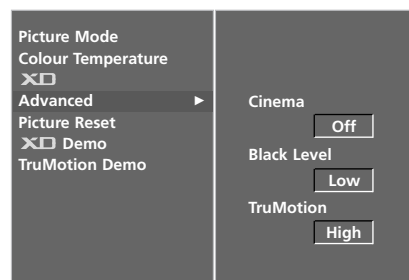 Picture Mode
Colour Temperature
XD
Advanced ►
Picture Reset
XD Demo
TruMotion Demo
Cinema
Off
Black Level
Low
TruMotion
High